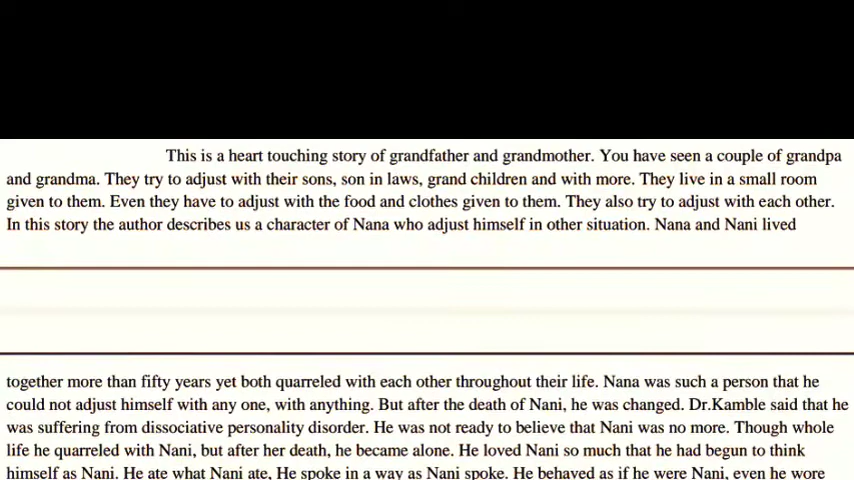 This is a heart touching story of grandfather and grandmother. You have seen a couple of grandpa
and grandma. They try to adjust with their sons, son in laws, grand children and with more. They live in a small room
given to them. Even they have to adjust with the food and clothes given to them. They also try to adjust with each other.
In this story the author describes us a character of Nana who adjust himself in other situation. Nana and Nani lived
together more than fifty years yet both quarreled with each other throughout their life. Nana was such a person that he
could not adjust himself with any one, with anything. But after the death of Nani, he was changed. Dr.Kamble said that he
was suffering from dissociative personality disorder. He was not ready to believe that Nani was no more. Though whole
life he quarreled with Nani, but after her death, he became alone. He loved Nani so much that he had begun to think
himself as Nani. He ate what Nani ate, He spoke in a way as Nani spoke. He behaved as if he were Nani, even he wore